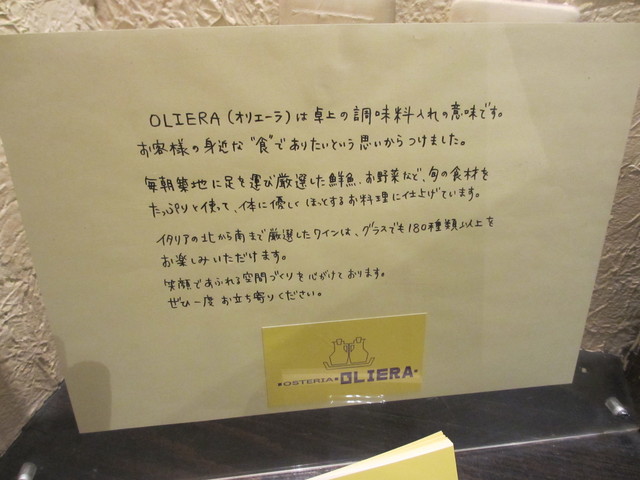 OLIERA（オリエーラ）は卓上の調味料入れの意味です。
お客様の身近な“食”でありたいという思いからつけました。
毎朝築地に足を運び厳選した鮮魚、お野菜など、旬の食材を
たっぷりと使って、体に優しくほっとするお料理に仕上げています。
イタリアの北から南まで厳選したワインは、グラスでも180種類以上を
お楽しみいただけます。
笑顔であふれる空間づくりを心がけております。
ぜひ一度お立ち寄りください。
•OSTERIA•OLIERA•